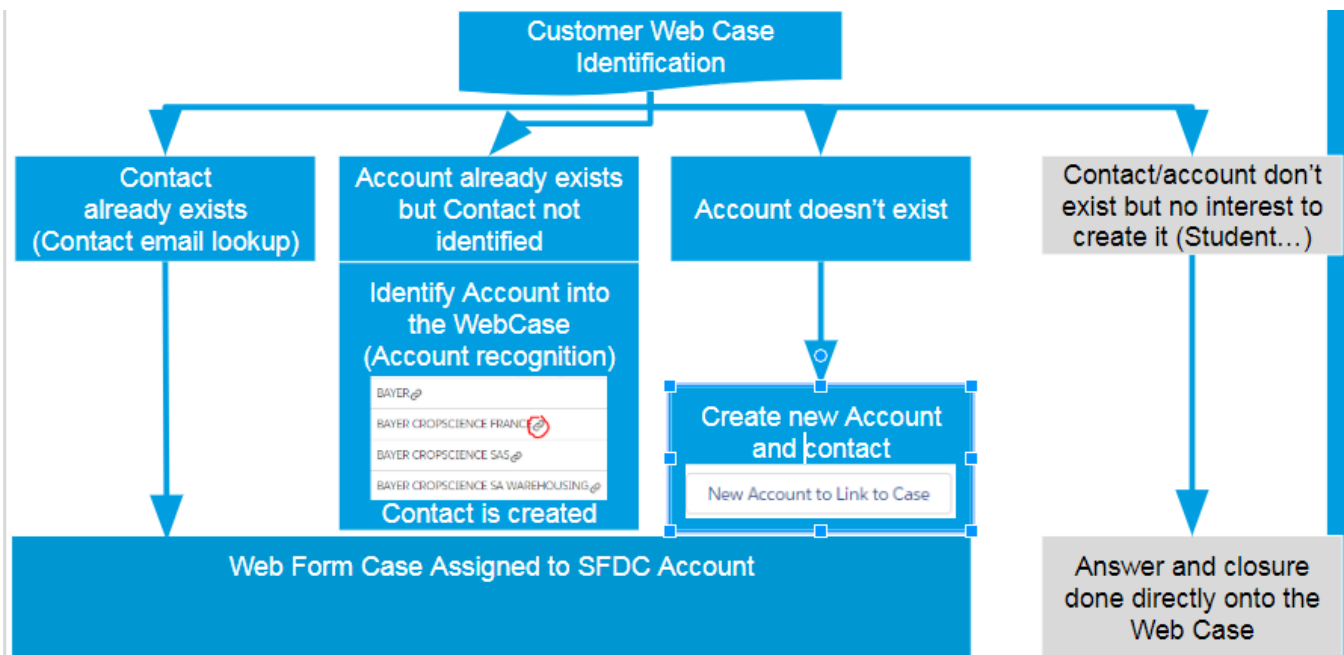 Customer Web Case
Identification
Contact
already exists
(Contact email lookup)
Account already exists
but Contact not
identified
Account doesn't exist
Contact/account don't
exist but no interest to
create it (Student…)
Identify Account into
the WebCase
(Account recognition)
BAYER
BAYER CROPSCIENCE FRANCE
BAYER CROPSCIENCE SAS
BAYER CROPSCIENCE SA WAREHOUSING
Contact is created
Create new Account
and contact
New Account to Link to Case
Web Form Case Assigned to SFDC Account
Answer and closure
done directly onto the
Web Case